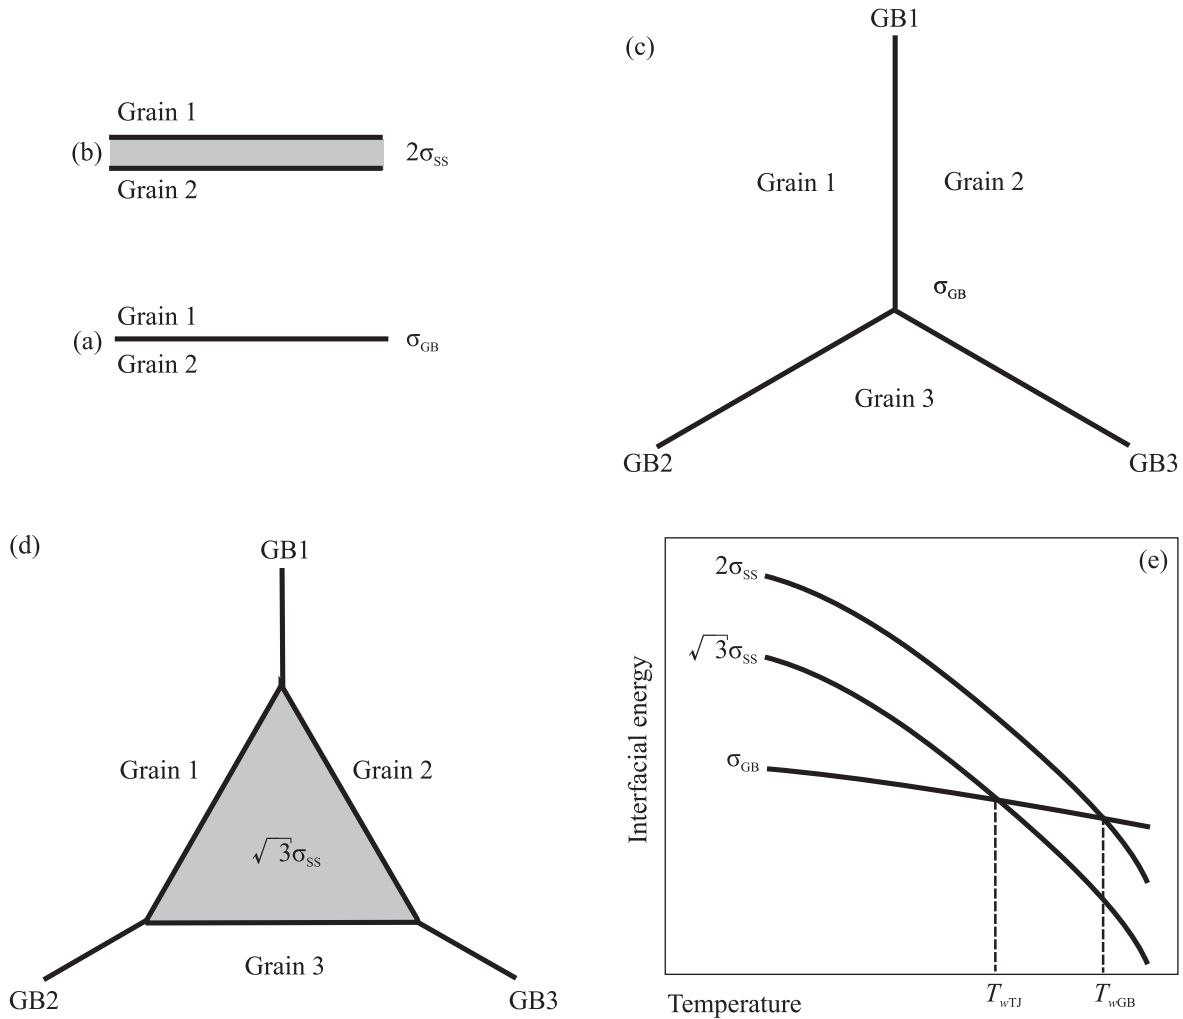 (b)
Grain 1
2σSS
Grain 2
(a)
Grain 1
σGB
Grain 2
(c)
GB1
Grain 1
Grain 2
σGB
Grain 3
GB2
GB3
(d)
GB1
Grain 1
Grain 2
√3σSS
Grain 3
GB2
GB3
(e)
2σSS
√3σSS
σGB
Interfacial energy
Temperature
TwTJ
TwGB